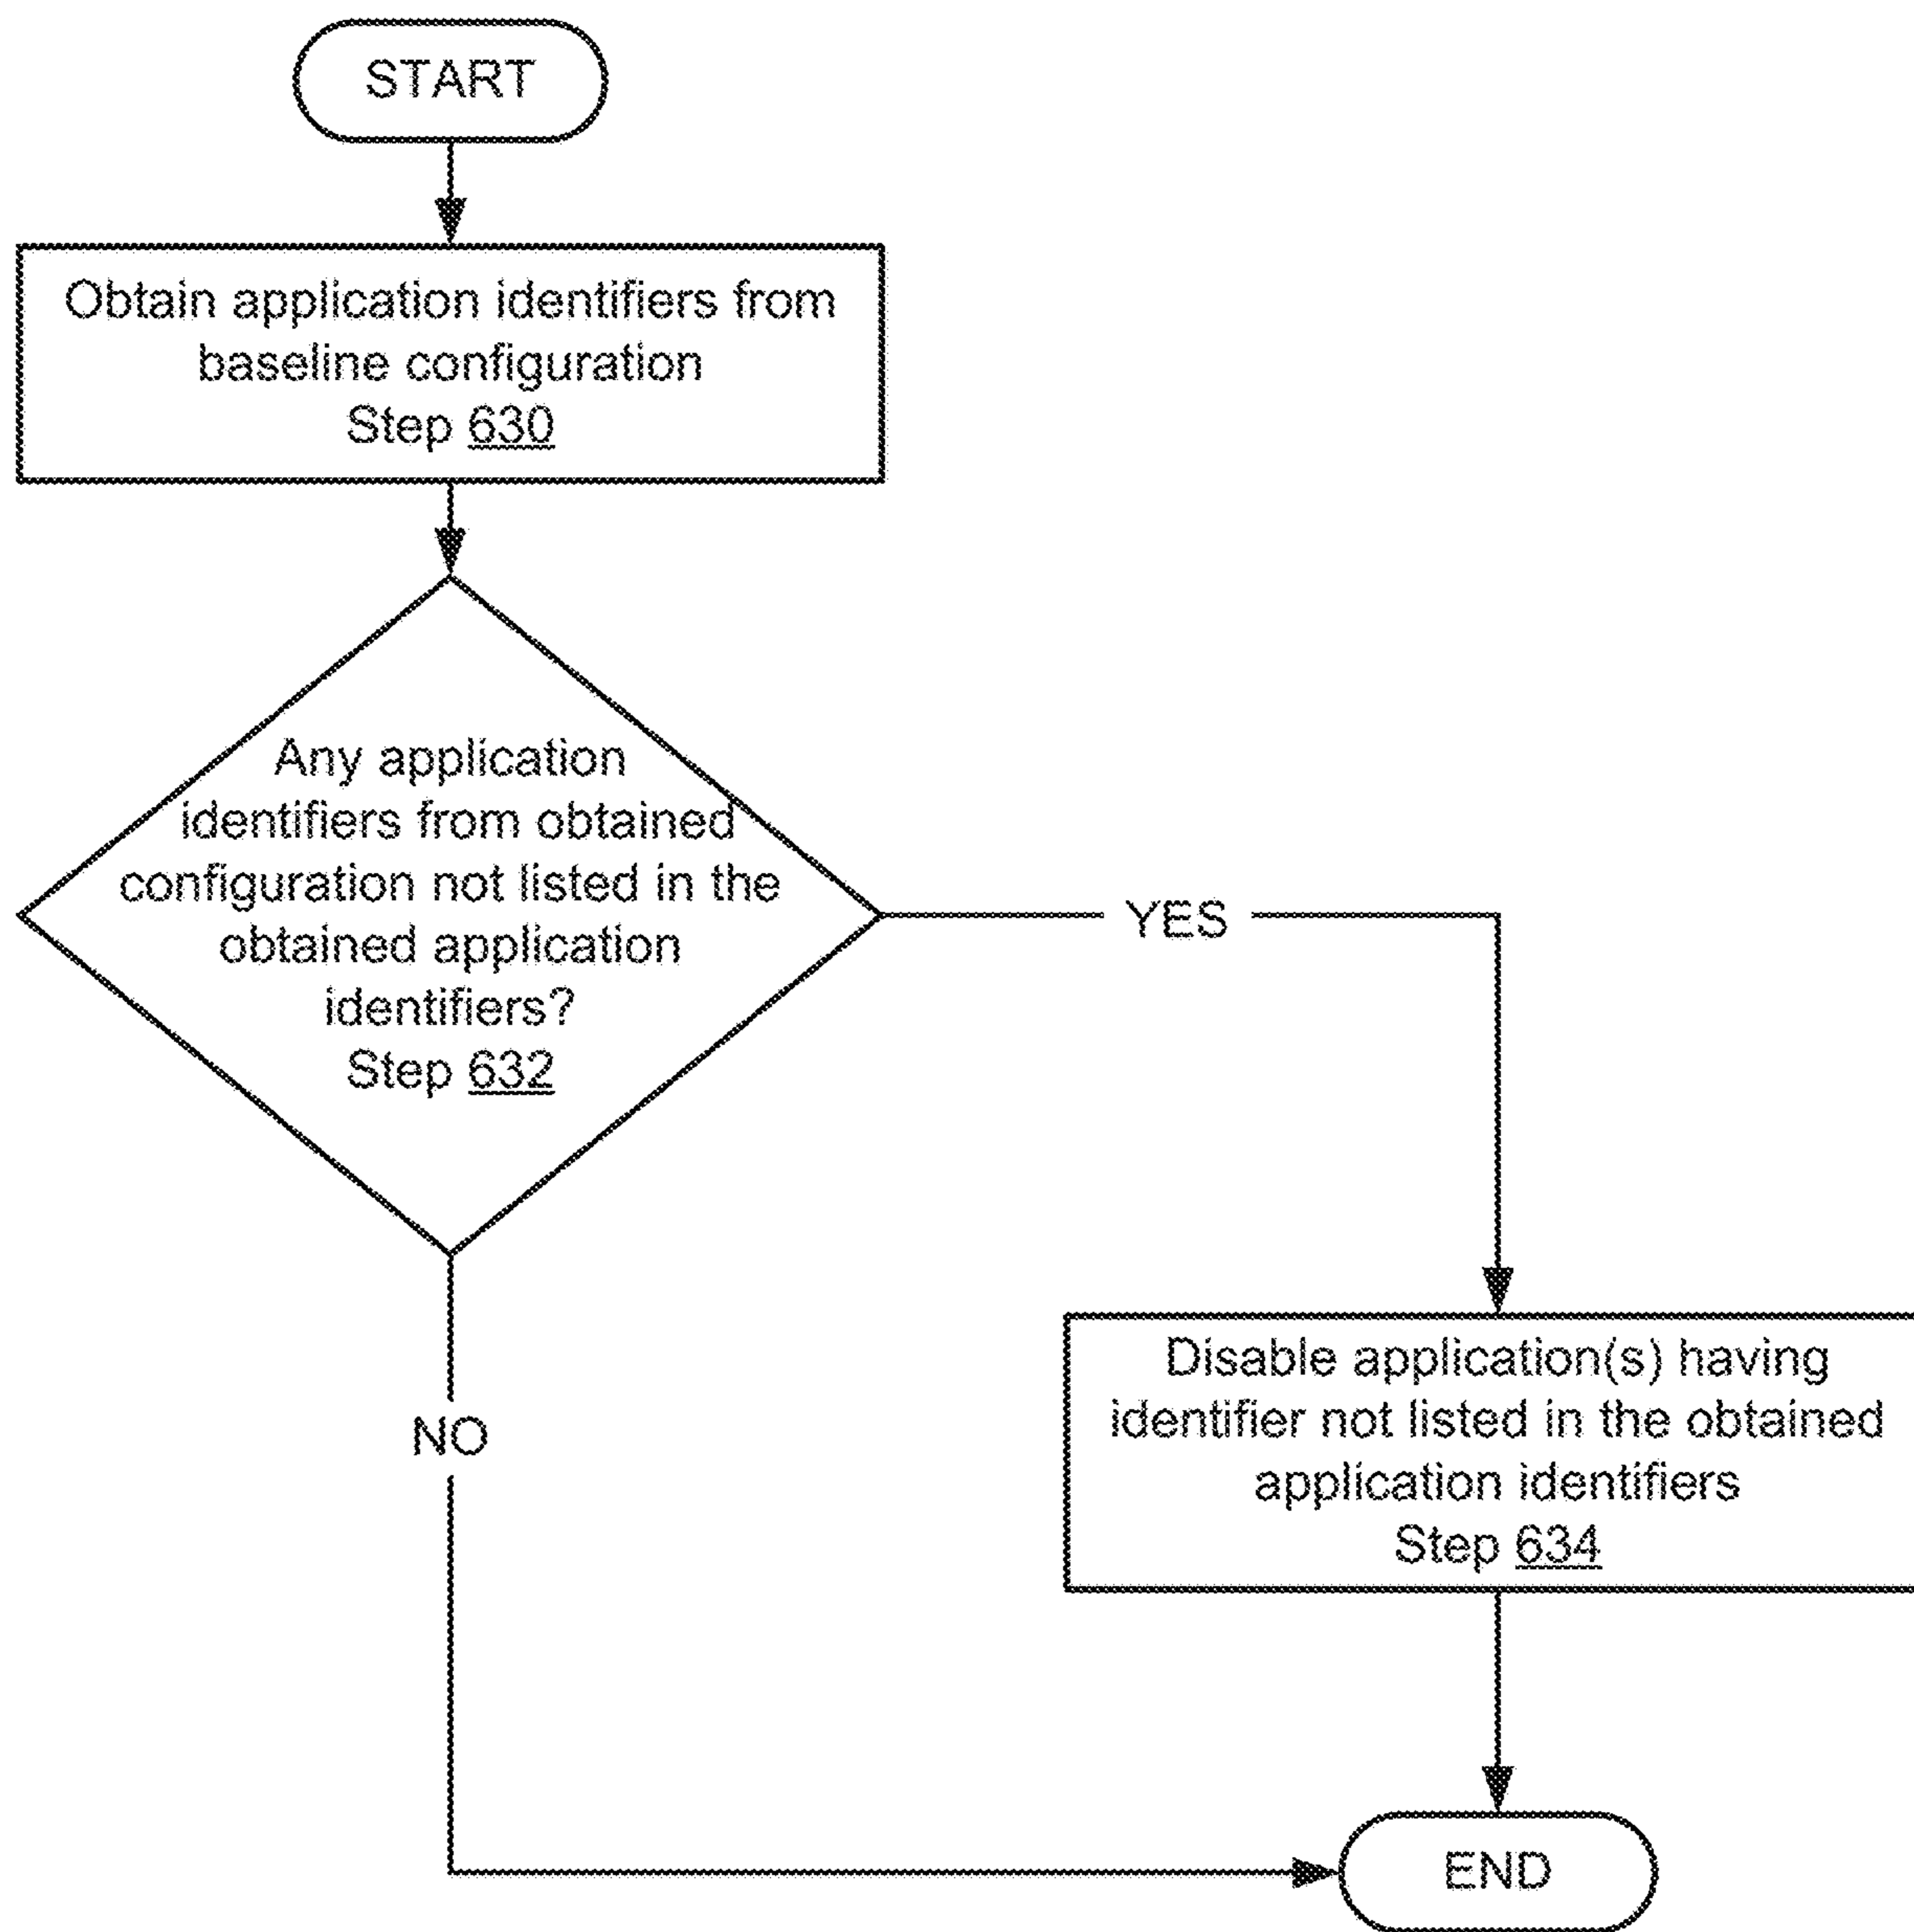 START
Obtain application identifiers from
baseline configuration
Step 630
Any application
identifiers from obtained
configuration not listed in the
obtained application
identifiers?
Step 632
YES
NO
Disable application(s) having
identifier not listed in the obtained
application identifiers
Step 634
END